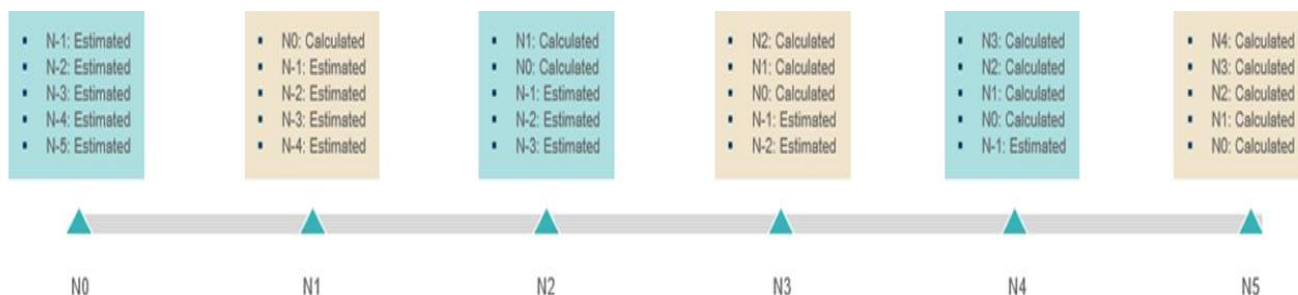 N-1: Estimated
N-2: Estimated
N-3: Estimated
N-4: Estimated
N-5: Estimated
N0: Calculated
N-1: Estimated
N-2: Estimated
N-3: Estimated
N-4: Estimated
N1: Calculated
N0: Calculated
N-1: Estimated
N-2: Estimated
N-3: Estimated
N2: Calculated
N1: Calculated
N0: Calculated
N-1: Estimated
N-2: Estimated
N3: Calculated
N2: Calculated
N1: Calculated
N0: Calculated
N-1: Estimated
N4: Calculated
N3: Calculated
N2: Calculated
N1: Calculated
N0: Calculated
N0
N1
N2
N3
N4
N5